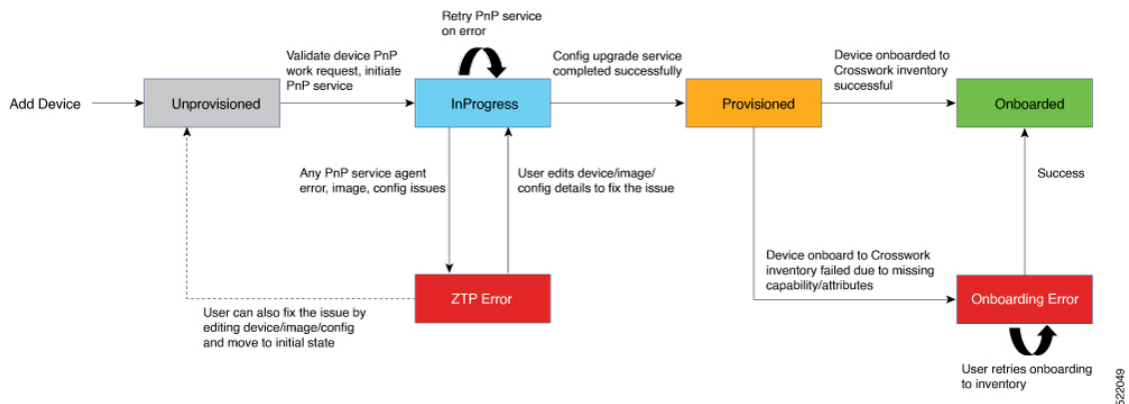 Retry PnP service
on error
Validate device PnP
work request, initiate
PnP service
Config upgrade service
completed successfully
Device onboarded to
Crosswork inventory
successful
Add Device
Unprovisioned
InProgress
Provisioned
Onboarded
Any PnP service agent
error, image, config issues
User edits device/image/
config details to fix the issue
Success
Device onboard to Crosswork
inventory failed due to missing
capability/attributes
ZTP Error
Onboarding Error
User can also fix the issue by
editing device/image/config
and move to initial state
User retries onboarding
to inventory
522049